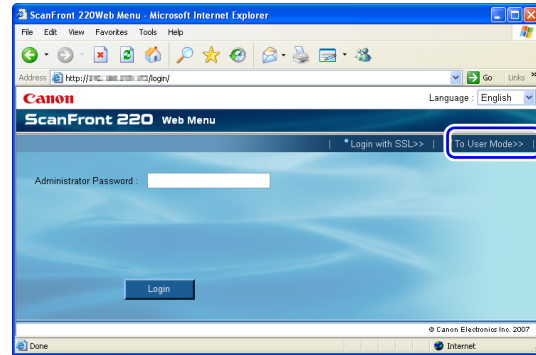 ScanFront 220Web Menu - Microsoft Internet Explorer
File Edit View Favorites Tools Help
Address http:// /login/ Go Links »
Canon Language : English
ScanFront 220 Web Menu
| Login with SSL>> | To User Mode>> |
Administrator Password :
Login
© Canon Electronics Inc. 2007
Done Internet